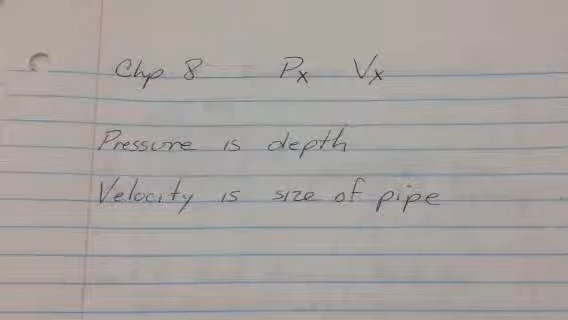 Chp 8 Px Vx
Pressure is depth
Velocity is size of pipe